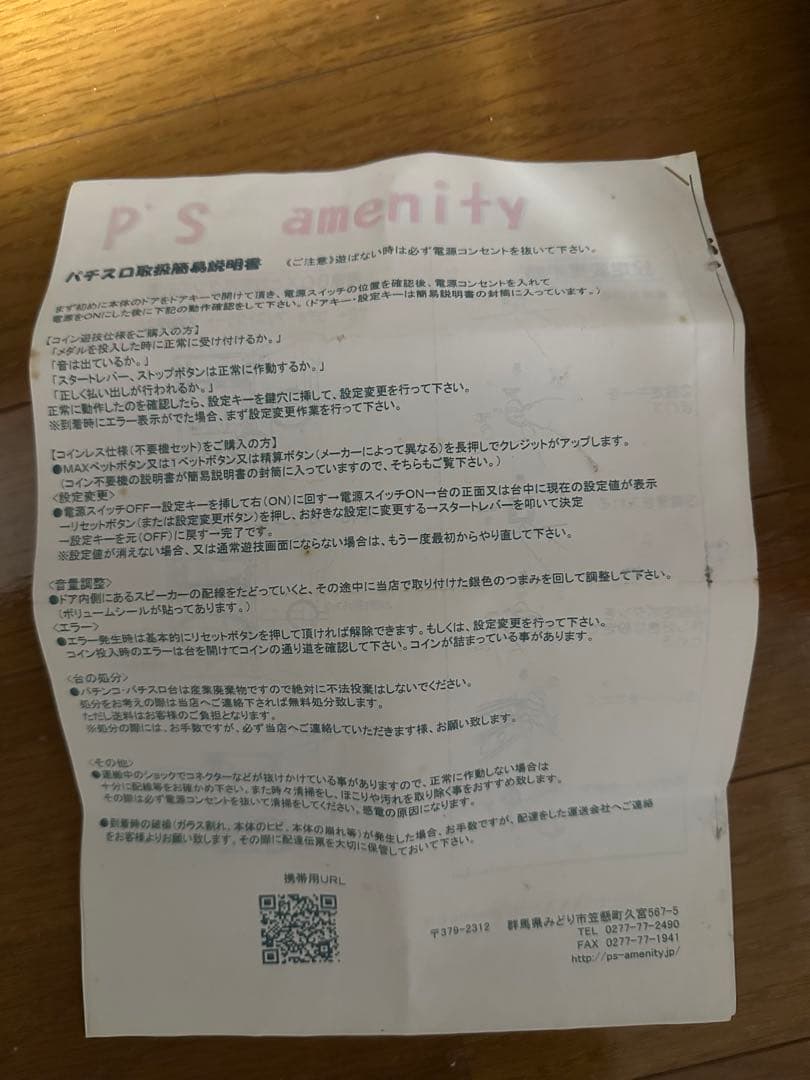 P'S amenity
パチスロ取扱簡易説明書 《ご注意》遊ばない時は必ず電源コンセントを抜いて下さい。
まず初めに本体のドアをドアキーで開けて頂き、電源スイッチの位置を確認後、電源コンセントを入れて
電源をONにした後に下記の動作確認をして下さい。(ドアキー・設定キーは簡易説明書の封筒に入っています。)
【コイン遊技仕様をご購入の方】
「メダルを投入した時に正常に受け付けるか。」
「音は出ているか。」
「スタートレバー、ストップボタンは正常に作動するか。」
「正しく払い出しが行われるか。」
正常に動作したのを確認したら、設定キーを鍵穴に挿して、設定変更を行って下さい。
※到着時にエラー表示がでた場合、まず設定変更作業を行って下さい。
【コインレス仕様(不要機セット)をご購入の方】
●MAXベットボタン又は1ベットボタン又は精算ボタン(メーカーによって異なる)を長押しでクレジットがアップします。
(コイン不要機の説明書が簡易説明書の封筒に入っていますので、そちらもご覧下さい。)
<設定変更>
●電源スイッチOFF→設定キーを挿して右(ON)に回す→電源スイッチON→台の正面又は台中に現在の設定値が表示
→リセットボタン(または設定変更ボタン)を押し、お好きな設定に変更する→スタートレバーを叩いて決定
→設定キーを元(OFF)に戻す→完了です。
※設定値が消えない場合、又は通常遊技画面にならない場合は、もう一度最初からやり直して下さい。
<音量調整>
●ドア内側にあるスピーカーの配線をたどっていくと、その途中に当店で取り付けた銀色のつまみを回して調整して下さい。
(ボリュームシールが貼ってあります。)
<エラー>
●エラー発生時は基本的にリセットボタンを押して頂ければ解除できます。もしくは、設定変更を行って下さい。
コイン投入時のエラーは台を開けてコインの通り道を確認して下さい。コインが詰まっている事があります。
<台の処分>
●パチンコ・パチスロ台は産業廃棄物ですので絶対に不法投棄はしないでください。
処分をお考えの際は当店へご連絡下されば無料処分致します。
ただし送料はお客様のご負担となります。
※処分の際には、お手数ですが、必ず当店へご連絡していただきます様、お願い致します。
<その他>
●運搬中のショックでコネクターなどが抜けかけている事がありますので、正常に作動しない場合は
十分に配線等をお確かめ下さい。また時々清掃をし、ほこりや汚れを取り除く事をおすすめ致します。
その際は必ず電源コンセントを抜いて清掃をしてください。感電の原因になります。
●到着時の破損(ガラス割れ、本体のヒビ、本体の崩れ等)が発生した場合、お手数ですが、配達をした運送会社へご連絡
をお客様よりお願い致します。その際に配達伝票を大切に保管しておいて下さい。
携帯用URL
〒379-2312 群馬県みどり市笠懸町久宮567-5
TEL 0277-77-2490
FAX 0277-77-1941
http://ps-amenity.jp/